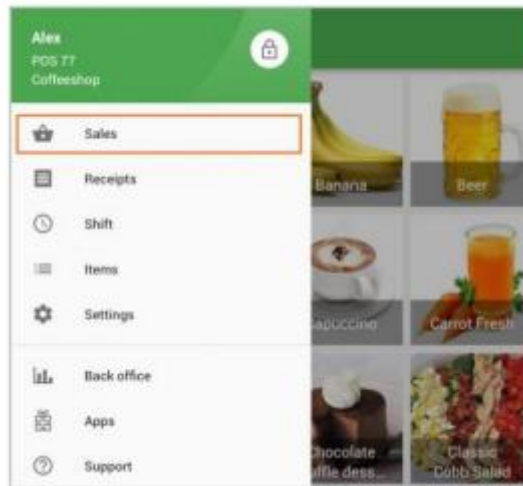 Alex
POS 77
Coffeeshop
Sales
Receipts
Shift
Items
Settings
Back office
Apps
Support
Banana
Beer
Carrot Fresh
Chocolate
Classic
Cobb Salad